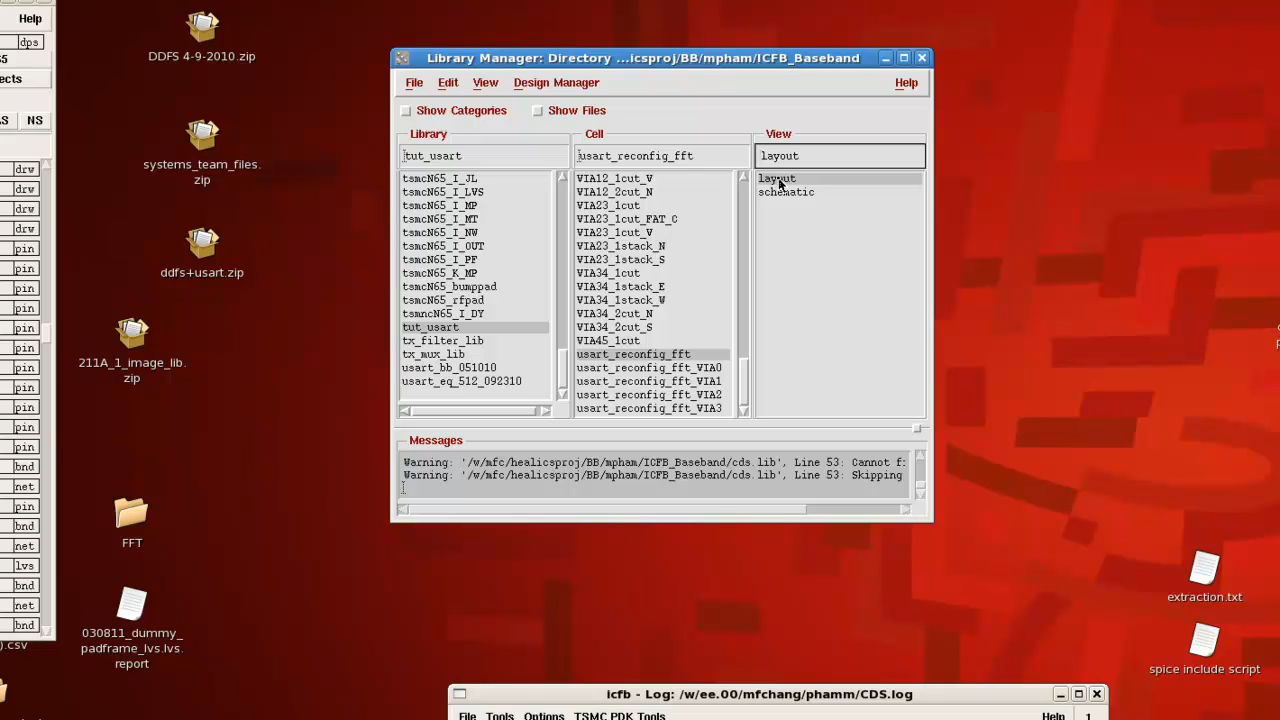 Help
dps
5
ects
AS
NS
drw
drw
drw
drw
pin
pin
pin
pin
pin
pin
pin
pin
pin
pin
pin
bnd
net
pin
bnd
net
lvs
bnd
net
bnd
).csv
DDFS 4-9-2010.zip
systems_team_files.
zip
ddfs+usart.zip
211A_1_image_lib.
zip
FFT
030811_dummy_
padframe_lvs.lvs.
report
Library Manager: Directory ...icsproj/BB/mpham/ICFB_Baseband
File Edit View Design Manager Help
Show Categories Show Files
Library Cell View
tut_usart usart_reconfig_fft layout
tsmcN65_I_JL
tsmcN65_I_LVS
tsmcN65_I_MP
tsmcN65_I_MT
tsmcN65_I_NW
tsmcN65_I_OUT
tsmcN65_I_PF
tsmcN65_K_MP
tsmcN65_bumppad
tsmcN65_rfpad
tsmncN65_I_DY
tut_usart
tx_filter_lib
tx_mux_lib
usart_bb_051010
usart_eq_512_092310
VIA12_1cut_V
VIA12_2cut_N
VIA23_1cut
VIA23_1cut_FAT_C
VIA23_1cut_V
VIA23_1stack_N
VIA23_1stack_S
VIA34_1cut
VIA34_1stack_E
VIA34_1stack_W
VIA34_2cut_N
VIA34_2cut_S
VIA45_1cut
usart_reconfig_fft
usart_reconfig_fft_VIA0
usart_reconfig_fft_VIA1
usart_reconfig_fft_VIA2
usart_reconfig_fft_VIA3
layout
schematic
Messages
Warning: '/w/mfc/healicsproj/BB/mpham/ICFB_Baseband/cds.lib', Line 53: Cannot f:
Warning: '/w/mfc/healicsproj/BB/mpham/ICFB_Baseband/cds.lib', Line 53: Skipping
extraction.txt
spice include script
icfb - Log: /w/ee.00/mfchang/phamm/CDS.log
File Tools Options TSMC PDK Tools Help 1